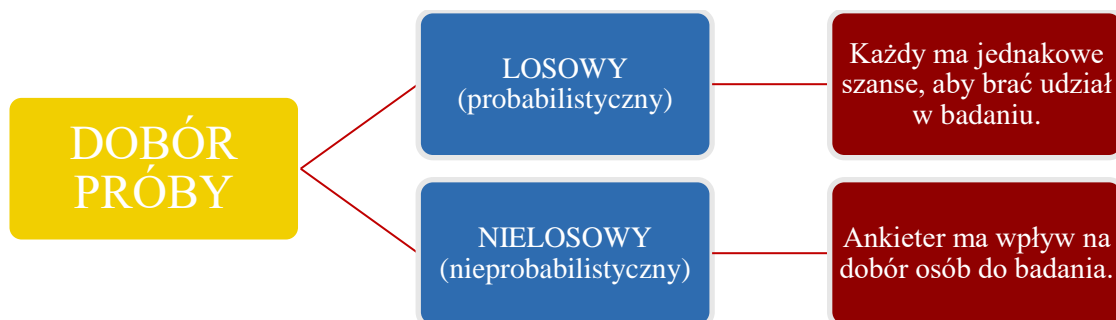 DOBÓR
PRÓBY
LOSOWY
(probabilistyczny)
Każdy ma jednakowe
szanse, aby brać udział
w badaniu.
NIELOSOWY
(nieprobabilistyczny)
Ankieter ma wpływ na
dobór osób do badania.